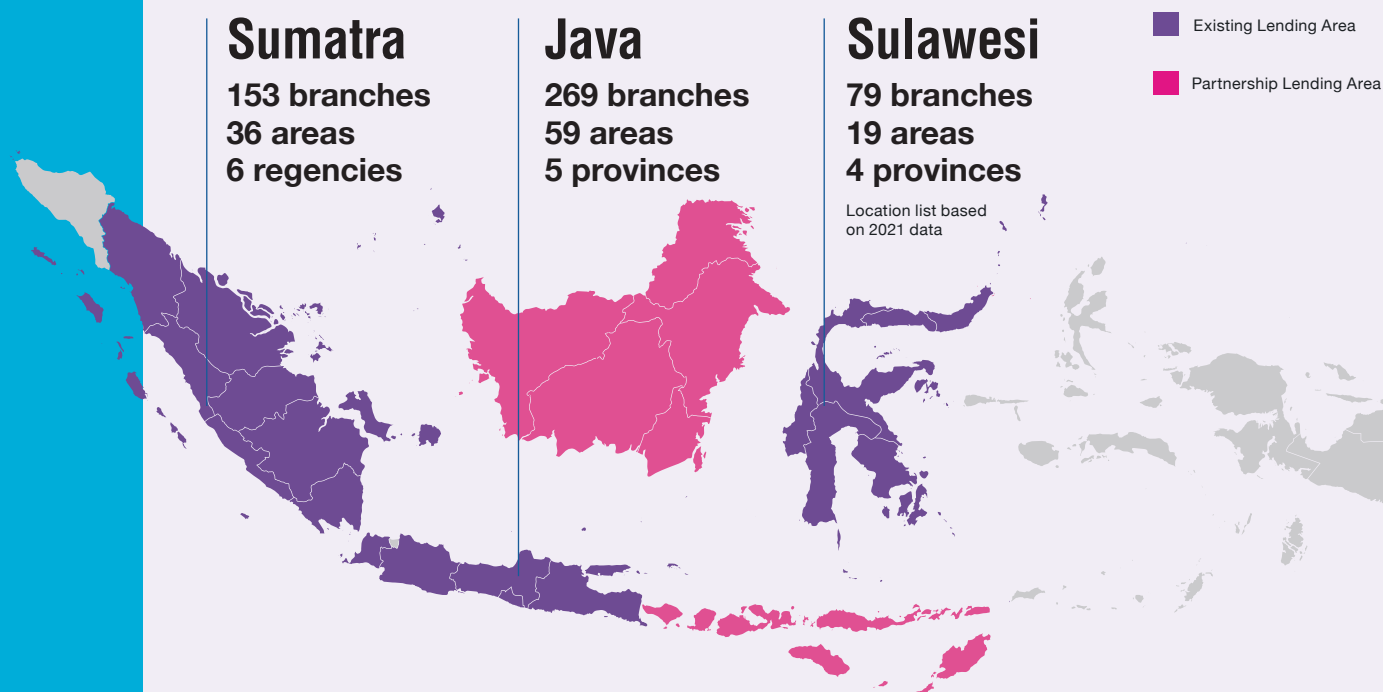 Sumatra
153 branches
36 areas
6 regencies
Java
269 branches
59 areas
5 provinces
Sulawesi
79 branches
19 areas
4 provinces
Location list based
on 2021 data
Existing Lending Area
Partnership Lending Area